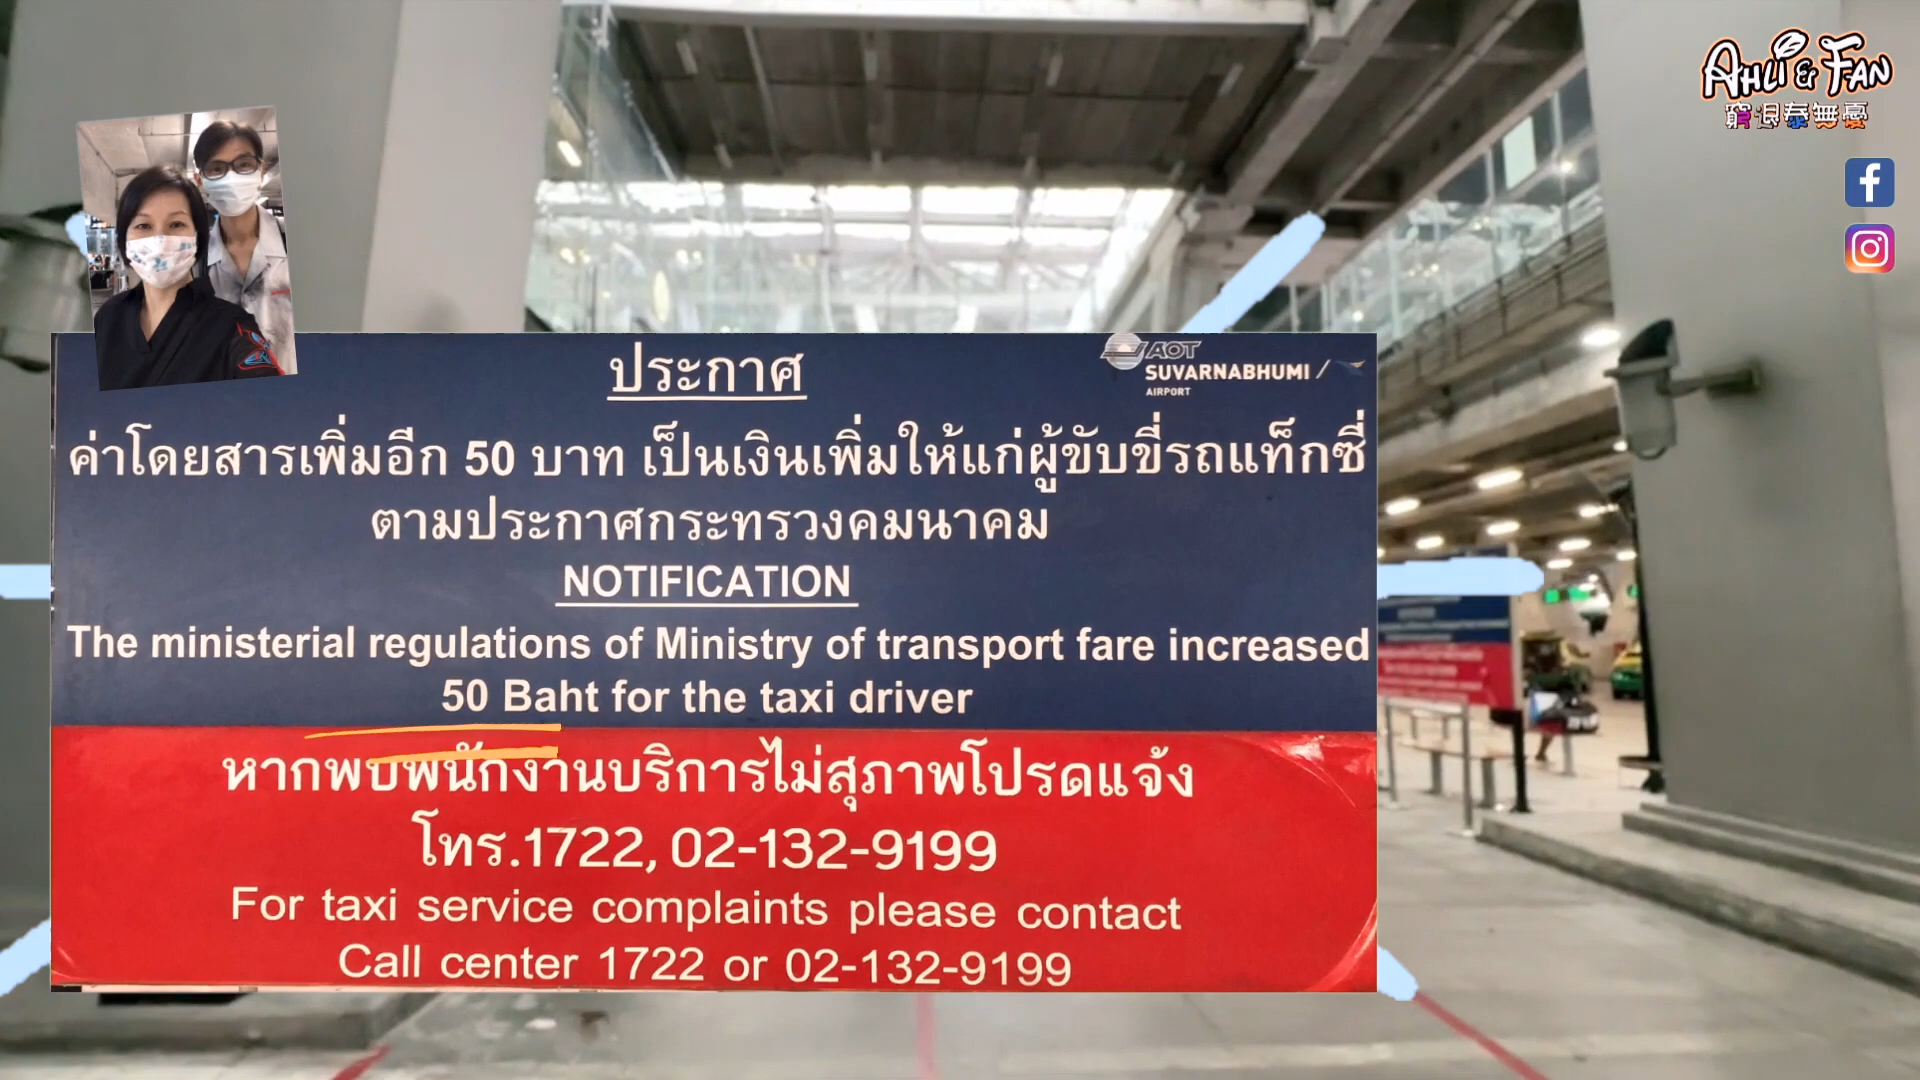 AHLI & FAN
窮退泰無憂
AOT
SUVARNABHUMI
AIRPORT
ประกาศ
ค่าโดยสารเพิ่มอีก 50 บาท เป็นเงินเพิ่มให้แก่ผู้ขับขี่รถแท็กซี่
ตามประกาศกระทรวงคมนาคม
NOTIFICATION
The ministerial regulations of Ministry of transport fare increased
50 Baht for the taxi driver
หากพบพนักงานบริการไม่สุภาพโปรดแจ้ง
โทร.1722, 02-132-9199
For taxi service complaints please contact
Call center 1722 or 02-132-9199